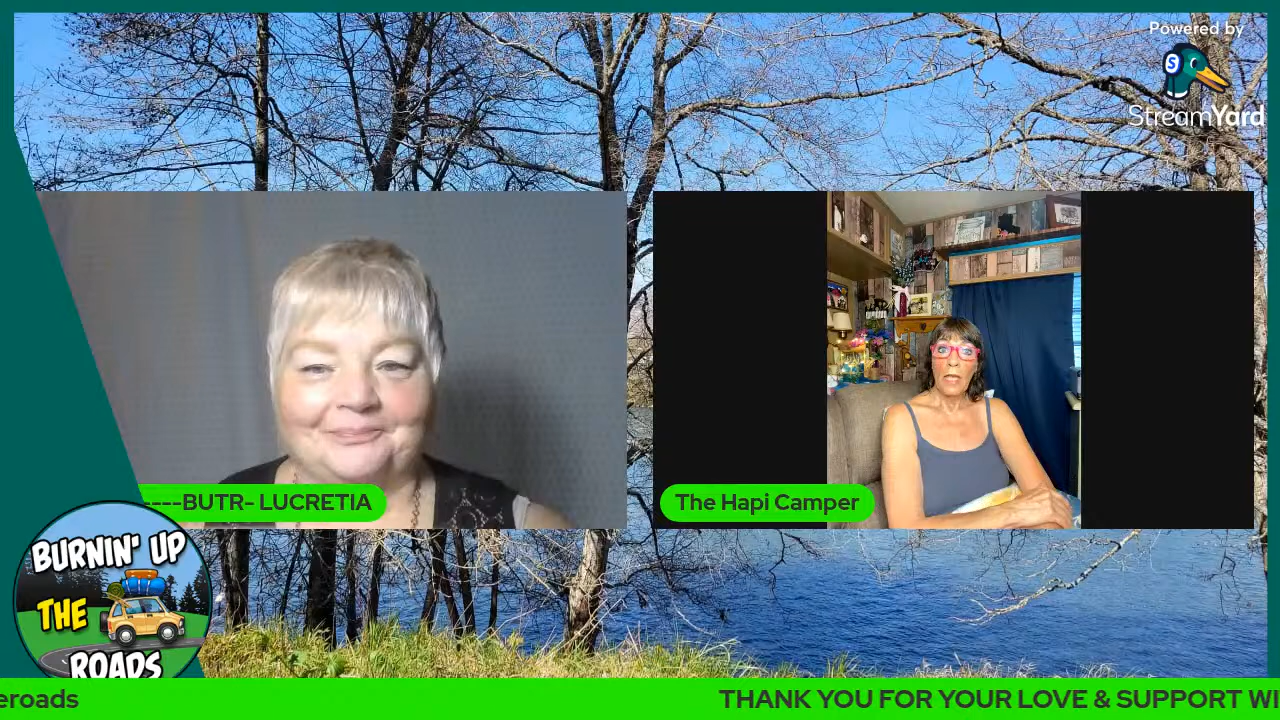 Powered by
S
StreamYard
----BUTR- LUCRETIA
The Hapi Camper
BURNIN' UP
THE
ROADS
eroads
THANK YOU FOR YOUR LOVE & SUPPORT WI